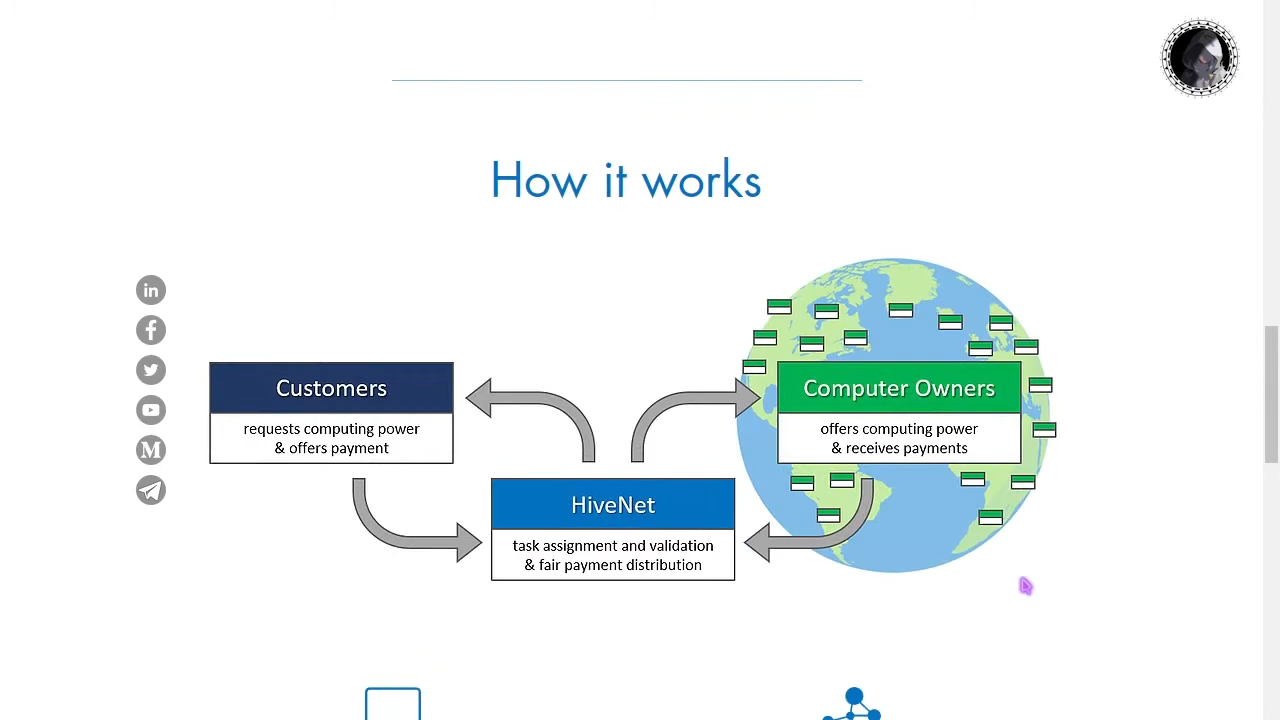 How it works
Customers
requests computing power
& offers payment
Computer Owners
offers computing power
& receives payments
HiveNet
task assignment and validation
& fair payment distribution